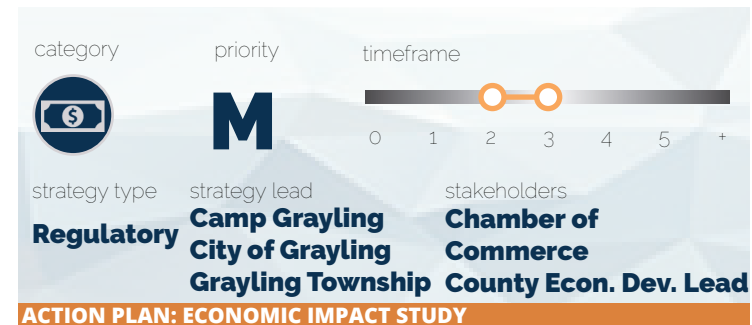 category
priority
timeframe
$
M
0 1 2 3 4 5 +
strategy type
Regulatory
strategy lead
Camp Grayling
City of Grayling
Grayling Township
stakeholders
Chamber of
Commerce
County Econ. Dev. Lead
ACTION PLAN: ECONOMIC IMPACT STUDY